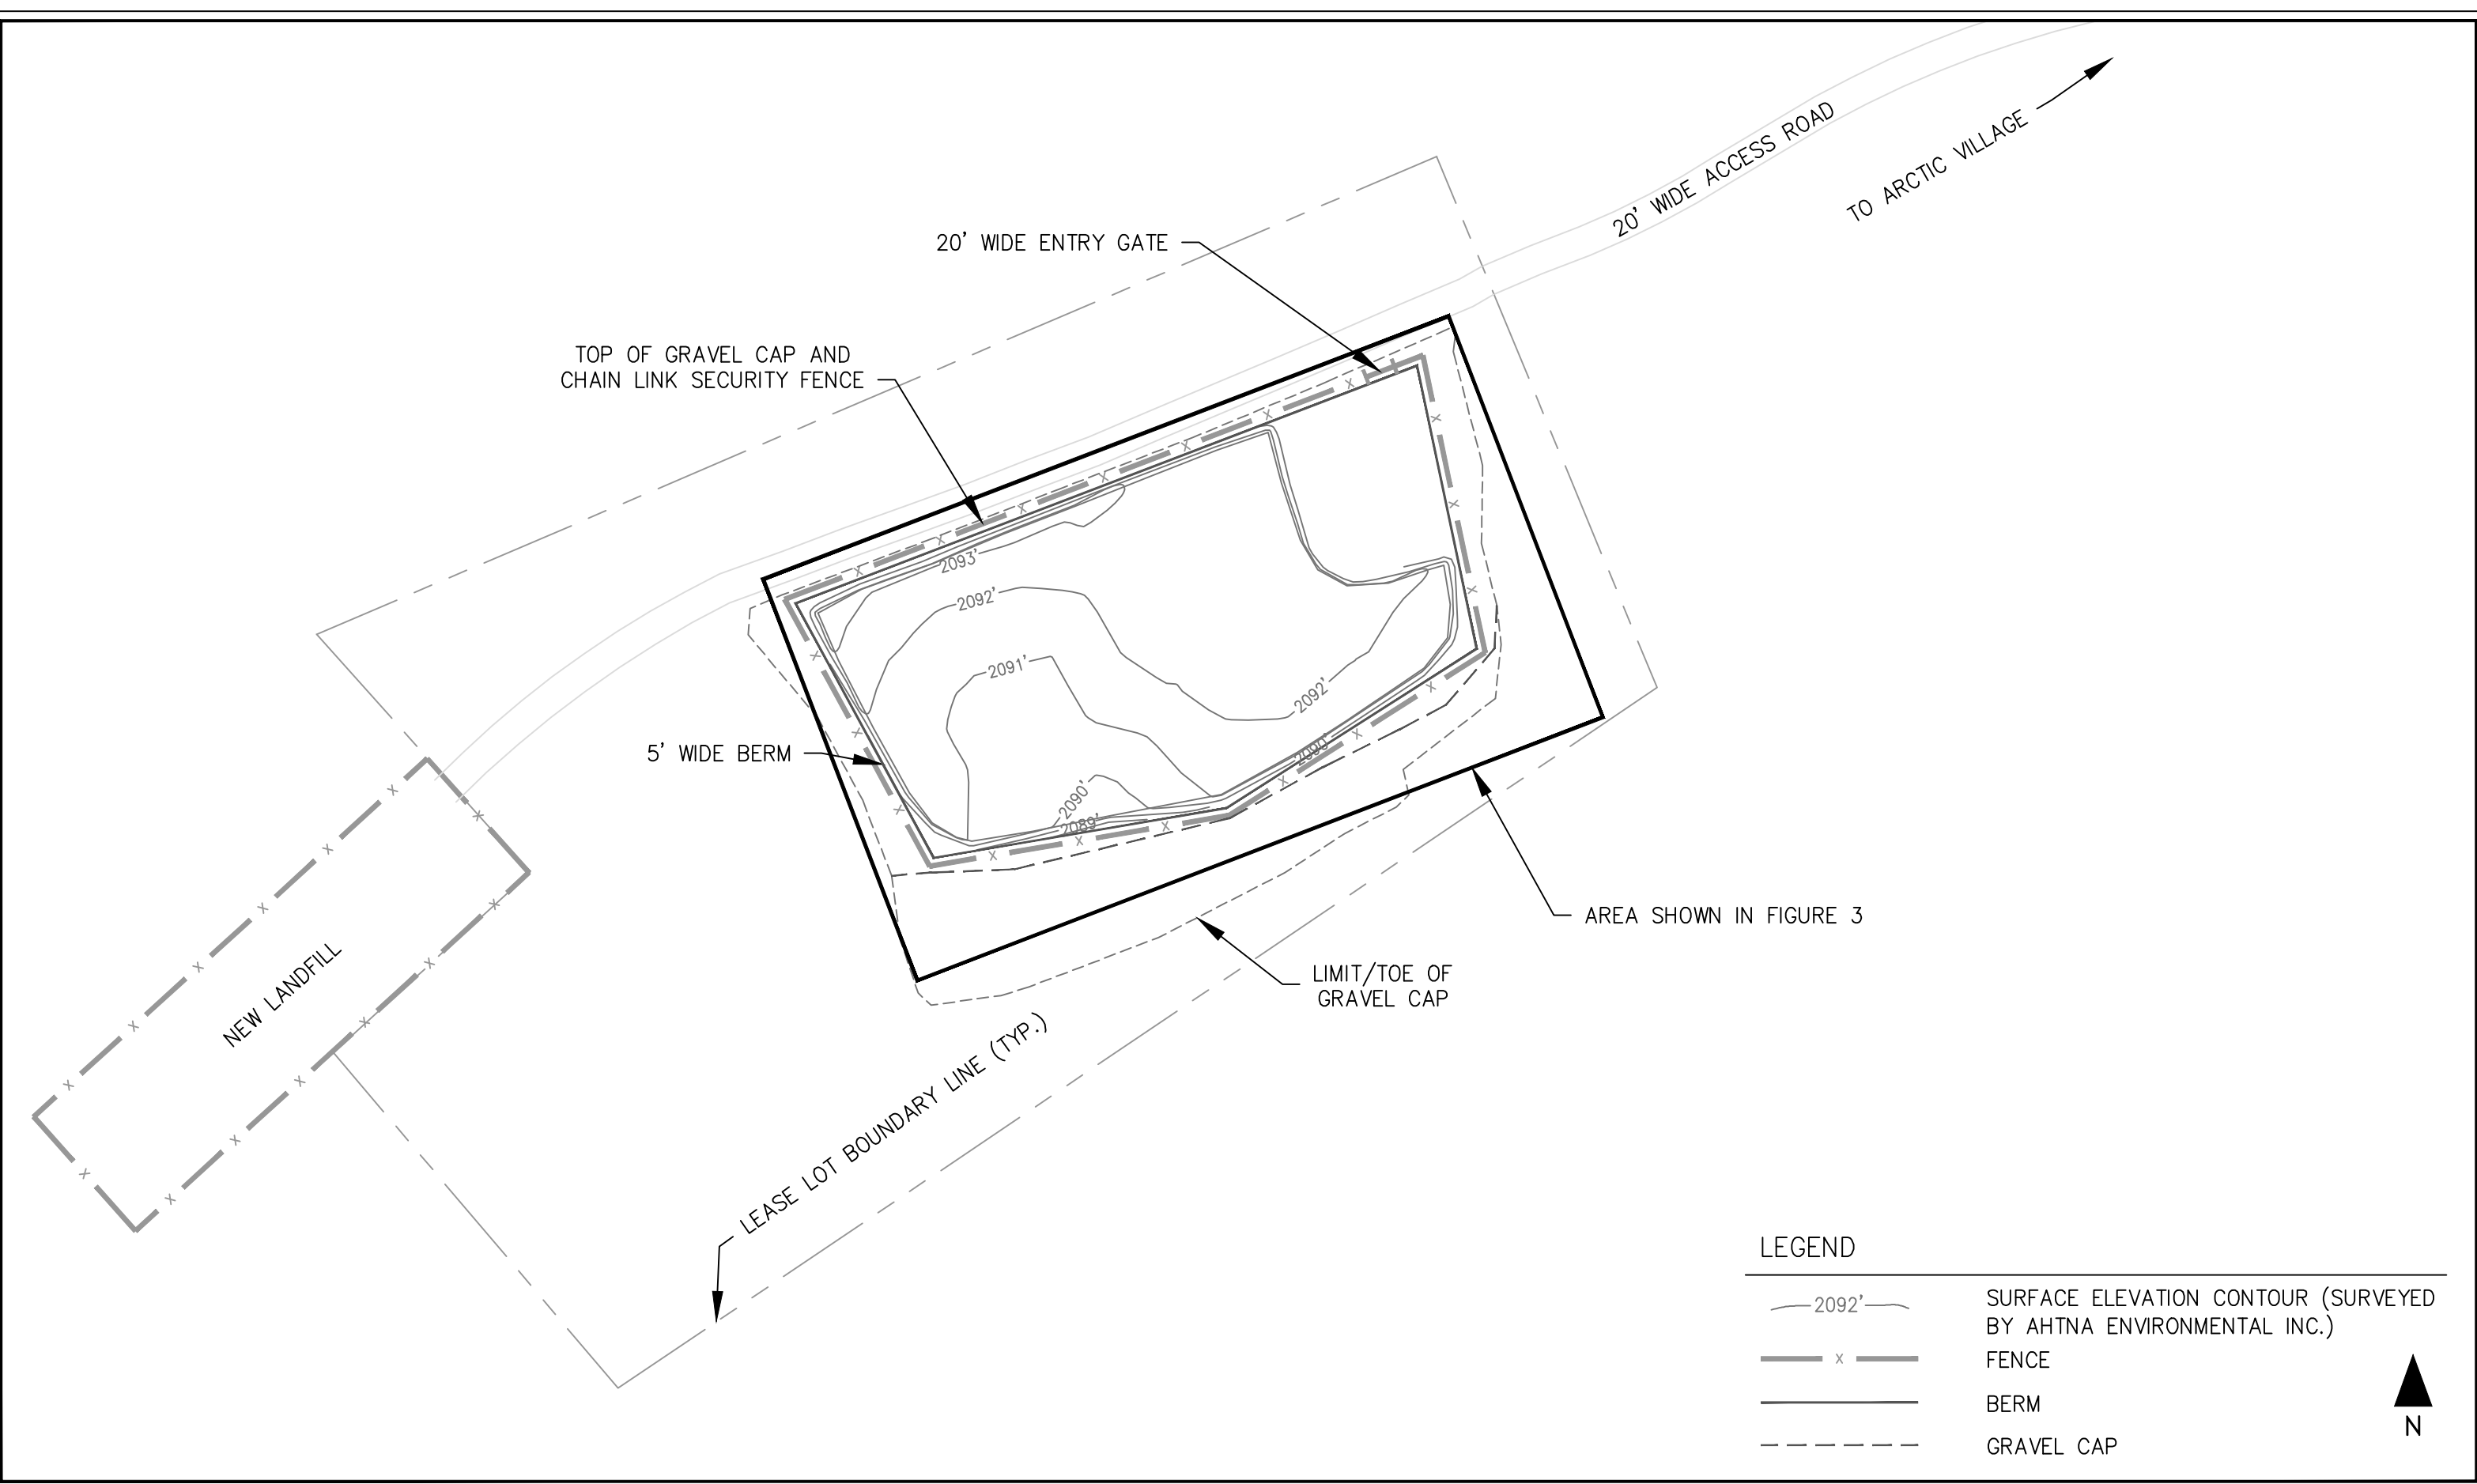 20' WIDE ACCESS ROAD
TO ARCTIC VILLAGE
20' WIDE ENTRY GATE
TOP OF GRAVEL CAP AND
CHAIN LINK SECURITY FENCE
2093'
2092'
2091'
2092'
2090'
5' WIDE BERM
2090'
2089'
AREA SHOWN IN FIGURE 3
NEW LANDFILL
LIMIT/TOE OF
GRAVEL CAP
LEASE LOT BOUNDARY LINE (TYP.)
LEGEND
2092'
SURFACE ELEVATION CONTOUR (SURVEYED
BY AHTNA ENVIRONMENTAL INC.)
X
FENCE
BERM
GRAVEL CAP
N